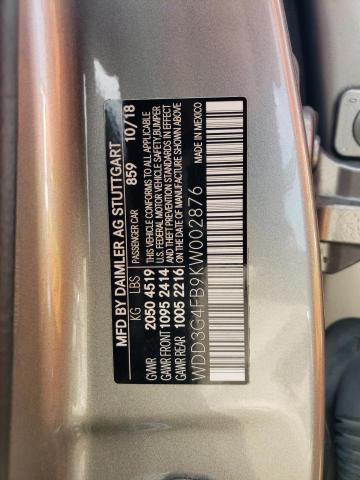 MFD BY DAIMLER AG STUTTGART
PASSENGER CAR 859 10/18
KG LBS
GVWR 2050 4519
GAWR FRONT 1095 2414
GAWR REAR 1005 2216
THIS VEHICLE CONFORMS TO ALL APPLICABLE
U.S. FEDERAL MOTOR VEHICLE SAFETY,BUMPER,
AND THEFT PREVENTION STANDARDS IN EFFECT
ON THE DATE OF MANUFACTURE SHOWN ABOVE
WDD3G4FB9KW002876 MADE IN MEXICO